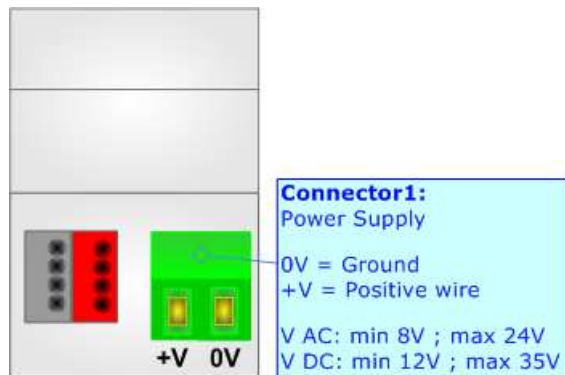 Connector1:
Power Supply
0V = Ground
+V = Positive wire
V AC: min 8V ; max 24V
V DC: min 12V ; max 35V
+V 0V